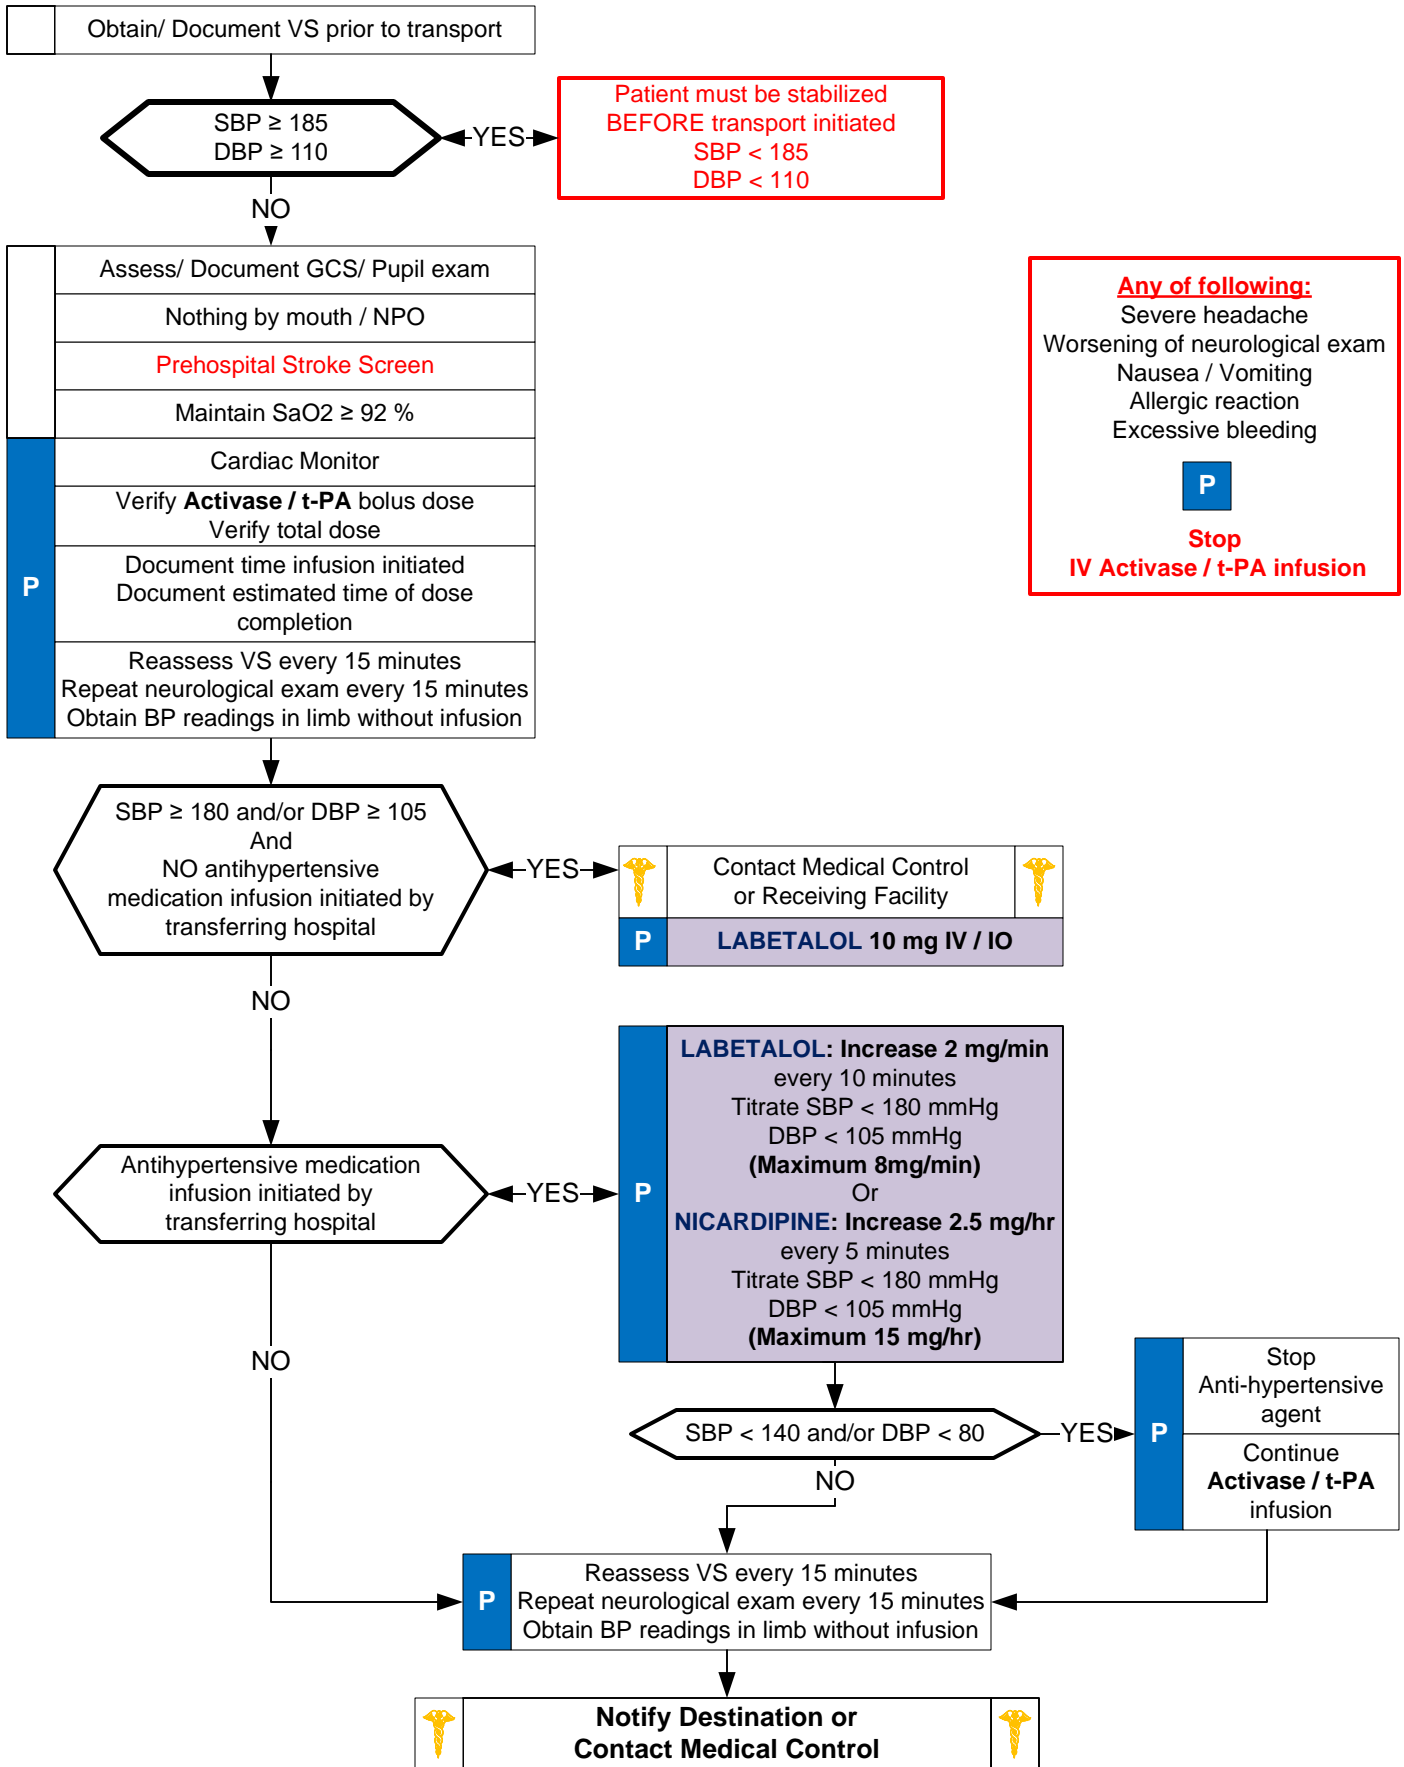 Obtain/ Document VS prior to transport
SBP ≥ 185
DBP ≥ 110
YES
Patient must be stabilized
BEFORE transport initiated
SBP < 185
DBP < 110
NO
Assess/ Document GCS/ Pupil exam
Nothing by mouth / NPO
Prehospital Stroke Screen
Maintain SaO2 ≥ 92 %
P
Cardiac Monitor
Verify Activase / t-PA bolus dose
Verify total dose
Document time infusion initiated
Document estimated time of dose
completion
Reassess VS every 15 minutes
Repeat neurological exam every 15 minutes
Obtain BP readings in limb without infusion
Any of following:
Severe headache
Worsening of neurological exam
Nausea / Vomiting
Allergic reaction
Excessive bleeding
P
Stop
IV Activase / t-PA infusion
SBP ≥ 180 and/or DBP ≥ 105
And
NO antihypertensive
medication infusion initiated by
transferring hospital
YES
Contact Medical Control
or Receiving Facility
P
LABETALOL 10 mg IV / IO
NO
Antihypertensive medication
infusion initiated by
transferring hospital
YES
P
LABETALOL: Increase 2 mg/min
every 10 minutes
Titrate SBP < 180 mmHg
DBP < 105 mmHg
(Maximum 8mg/min)
Or
NICARDIPINE: Increase 2.5 mg/hr
every 5 minutes
Titrate SBP < 180 mmHg
DBP < 105 mmHg
(Maximum 15 mg/hr)
NO
SBP < 140 and/or DBP < 80
YES
P
Stop
Anti-hypertensive
agent
Continue
Activase / t-PA
infusion
NO
P
Reassess VS every 15 minutes
Repeat neurological exam every 15 minutes
Obtain BP readings in limb without infusion
Notify Destination or
Contact Medical Control